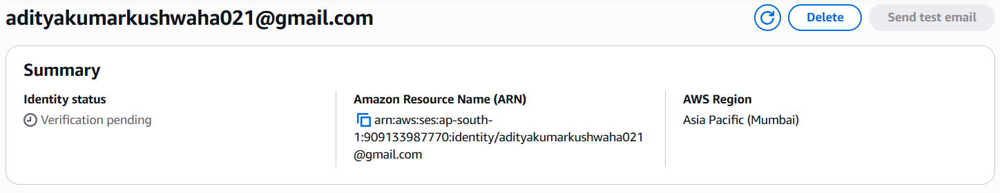 adityakumarkushwaha021@gmail.com
Delete
Send test email
Summary
Identity status
Verification pending
Amazon Resource Name (ARN)
arn:aws:ses:ap-south-
1:909133987770:identity/adityakumarkushwaha021
@gmail.com
AWS Region
Asia Pacific (Mumbai)